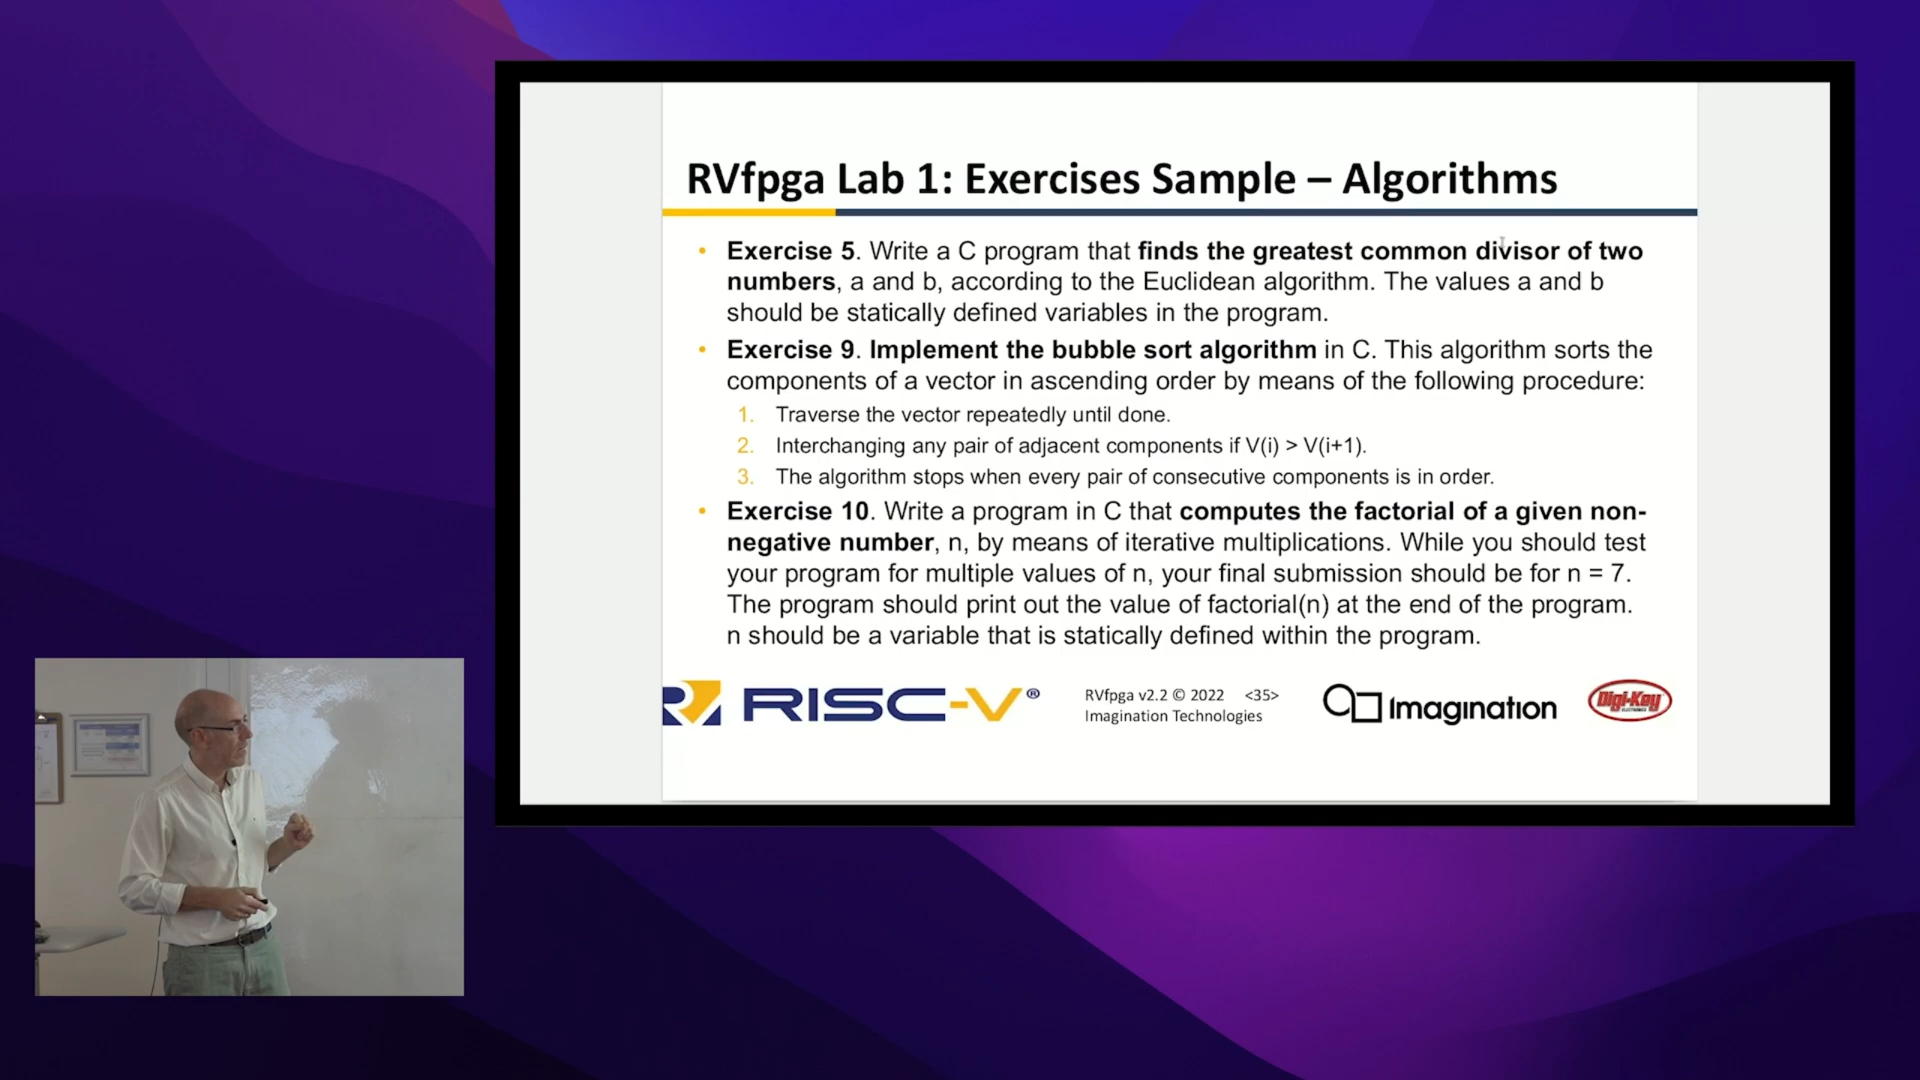 RVfpga Lab 1: Exercises Sample – Algorithms
• Exercise 5. Write a C program that finds the greatest common divisor of two
numbers, a and b, according to the Euclidean algorithm. The values a and b
should be statically defined variables in the program.
• Exercise 9. Implement the bubble sort algorithm in C. This algorithm sorts the
components of a vector in ascending order by means of the following procedure:
1. Traverse the vector repeatedly until done.
2. Interchanging any pair of adjacent components if V(i) > V(i+1).
3. The algorithm stops when every pair of consecutive components is in order.
• Exercise 10. Write a program in C that computes the factorial of a given non-
negative number, n, by means of iterative multiplications. While you should test
your program for multiple values of n, your final submission should be for n = 7.
The program should print out the value of factorial(n) at the end of the program.
n should be a variable that is statically defined within the program.
RISC-V®
RVfpga v2.2 © 2022 <35>
Imagination Technologies
Imagination
Digi-Key
ELECTRONICS